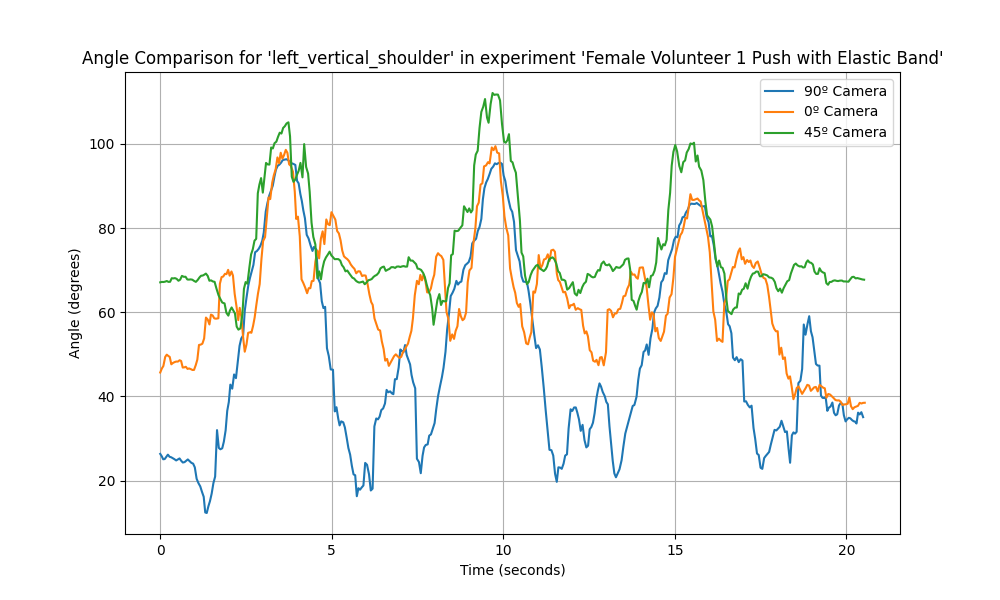 Angle Comparison for 'left_vertical_shoulder' in experiment 'Female Volunteer 1 Push with Elastic Band'
90º Camera
0º Camera
45º Camera
Angle (degrees)
100
80
60
40
20
0 5 10 15 20
Time (seconds)